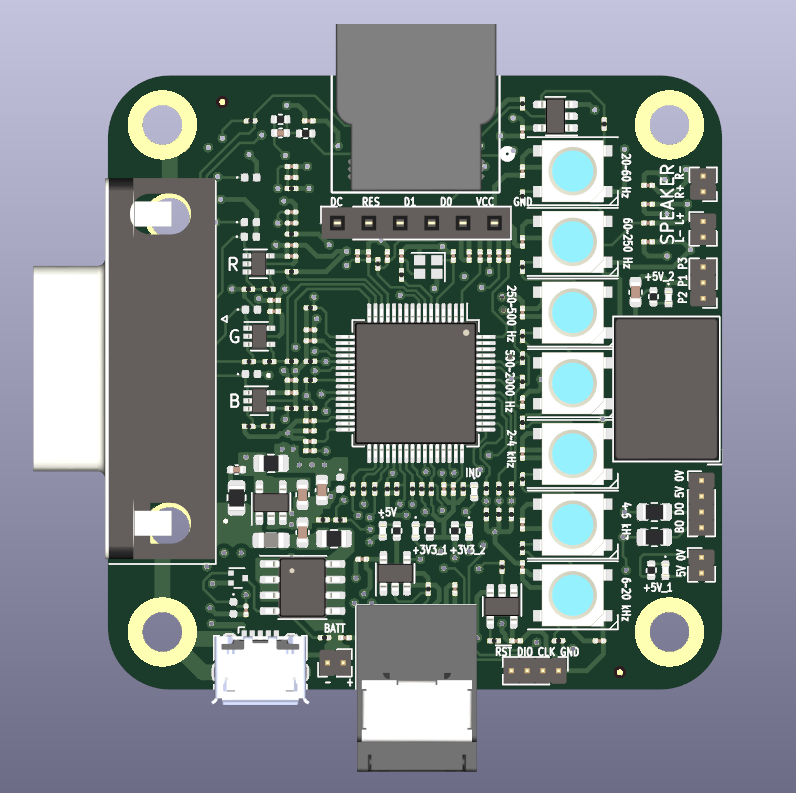 DC RES D1 D0 VCC GND
20-60 Hz
60-250 Hz
250-500 Hz
500-2000 Hz
2-4 kHz
4-6 kHz
6-20 kHz
SPEAKER
R+ R-
L- L+
+5V_2
P2 P1 P3
R
G
B
IND
+5V
+3V3_1 +3V3_2
BO DO 5V 0V
5V 0V
+5V_1
BATT
- +
RST DIO CLK GND